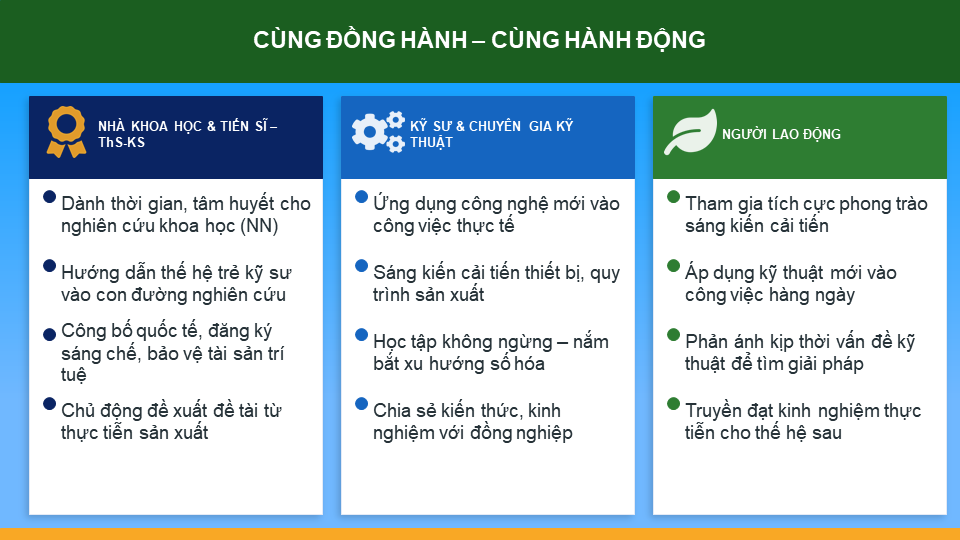 CÙNG ĐỒNG HÀNH – CÙNG HÀNH ĐỘNG
NHÀ KHOA HỌC & TIẾN SĨ –
ThS-KS
Dành thời gian, tâm huyết cho
nghiên cứu khoa học (NN)
Hướng dẫn thế hệ trẻ kỹ sư
vào con đường nghiên cứu
Công bố quốc tế, đăng ký
sáng chế, bảo vệ tài sản trí
tuệ
Chủ động đề xuất đề tài từ
thực tiễn sản xuất
KỸ SƯ & CHUYÊN GIA KỸ
THUẬT
Ứng dụng công nghệ mới vào
công việc thực tế
Sáng kiến cải tiến thiết bị, quy
trình sản xuất
Học tập không ngừng – nắm
bắt xu hướng số hóa
Chia sẻ kiến thức, kinh
nghiệm với đồng nghiệp
NGƯỜI LAO ĐỘNG
Tham gia tích cực phong trào
sáng kiến cải tiến
Áp dụng kỹ thuật mới vào
công việc hàng ngày
Phản ánh kịp thời vấn đề kỹ
thuật để tìm giải pháp
Truyền đạt kinh nghiệm thực
tiễn cho thế hệ sau